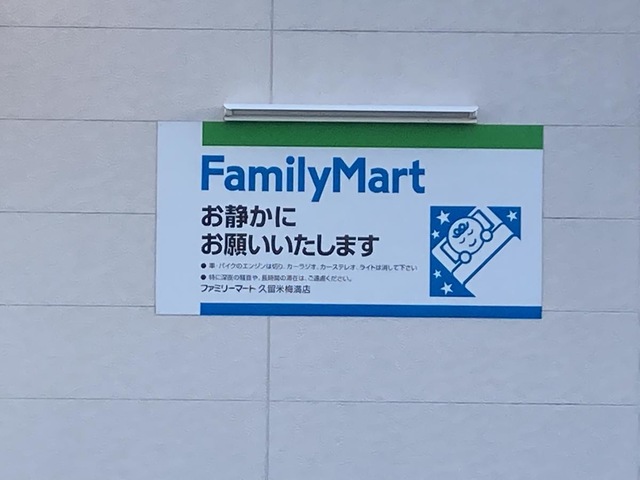 FamilyMart
お静かに
お願いいたします
● 車・バイクのエンジンは切り、カーラジオ、カーステレオ、ライトは消して下さい
● 特に深夜の騒音や、長時間の滞在は、ご遠慮ください。
ファミリーマート 久留米梅満店